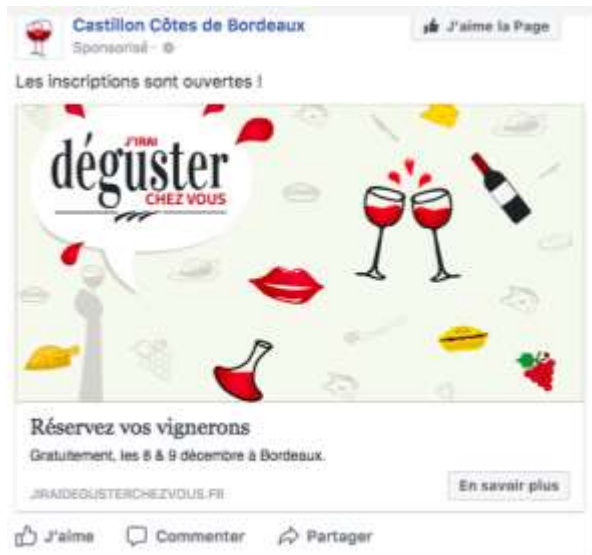 Castillon Côtes de Bordeaux
Sponsorisé ·
J'aime la Page
Les inscriptions sont ouvertes !
J'IRAI
déguster
CHEZ VOUS
Réservez vos vignerons
Gratuitement, les 8 & 9 décembre à Bordeaux.
JIRAIDEGUSTERCHEZVOUS.FR
En savoir plus
J'aime Commenter Partager